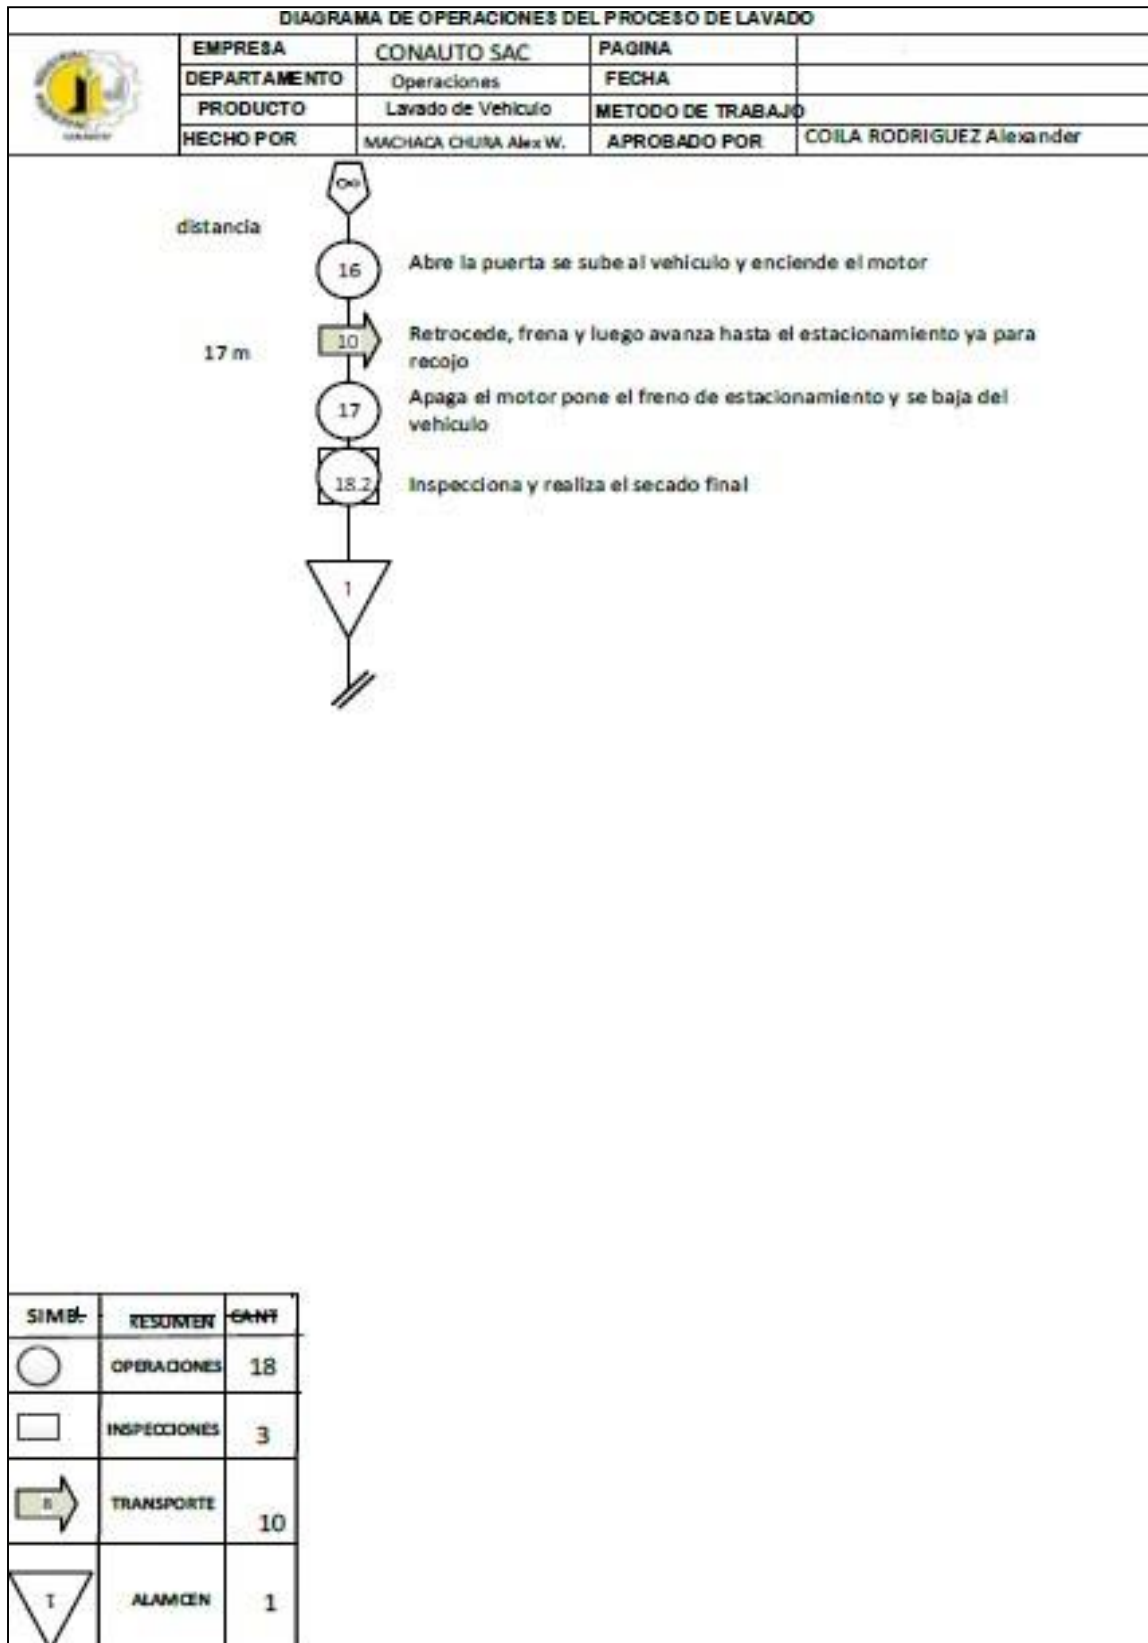 DIAGRAMA DE OPERACIONES DEL PROCESO DE LAVADO
EMPRESA CONAUTO SAC PAGINA
DEPARTAMENTO Operaciones FECHA
PRODUCTO Lavado de Vehiculo METODO DE TRABAJO
HECHO POR MACHACA CHURA Alex W. APROBADO POR COILA RODRIGUEZ Alexander
distancia
16 Abre la puerta se sube al vehiculo y enciende el motor
17 m 10 Retrocede, frena y luego avanza hasta el estacionamiento ya para
recojo
17 Apaga el motor pone el freno de estacionamiento y se baja del
vehiculo
18.2 Inspecciona y realiza el secado final
1
SIMB. RESUMEN CANT
OPERACIONES 18
INSPECCIONES 3
TRANSPORTE 10
1 ALAMCEN 1